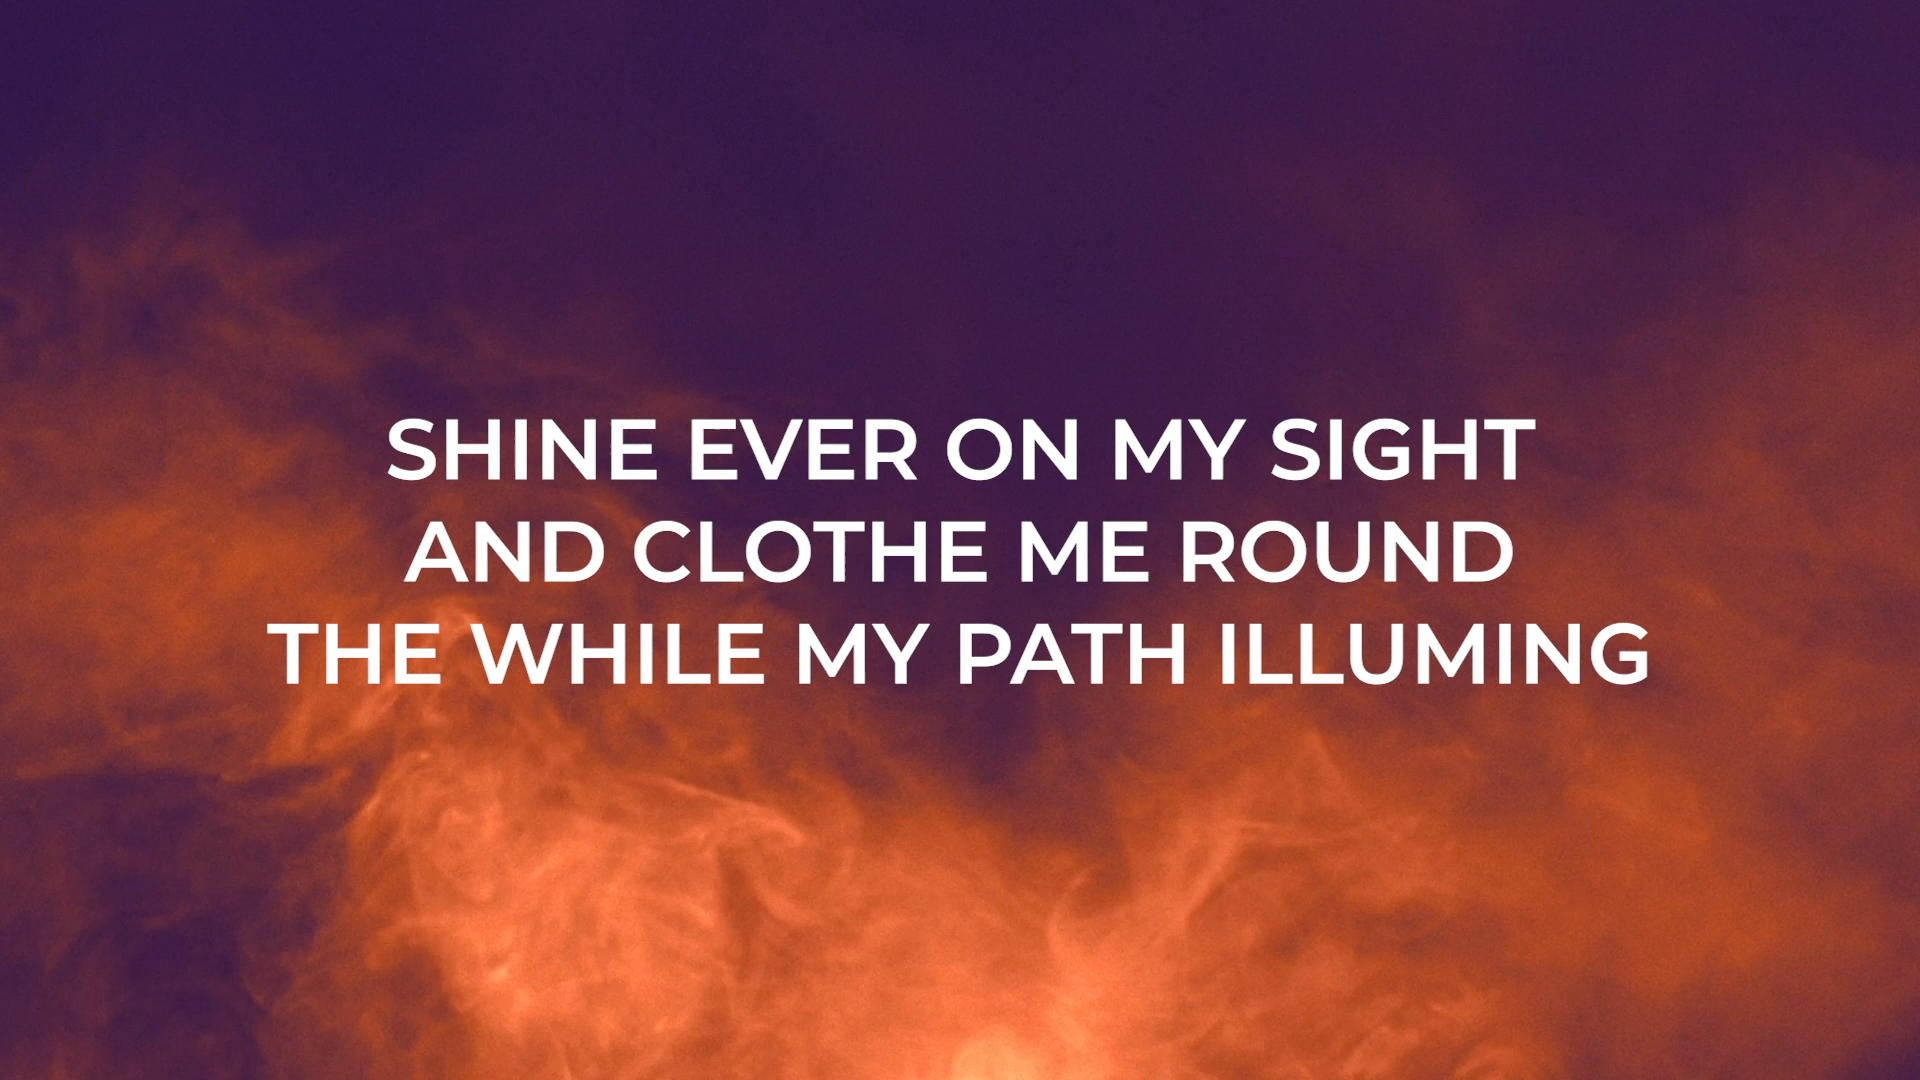 SHINE EVER ON MY SIGHT
AND CLOTHE ME ROUND
THE WHILE MY PATH ILLUMING